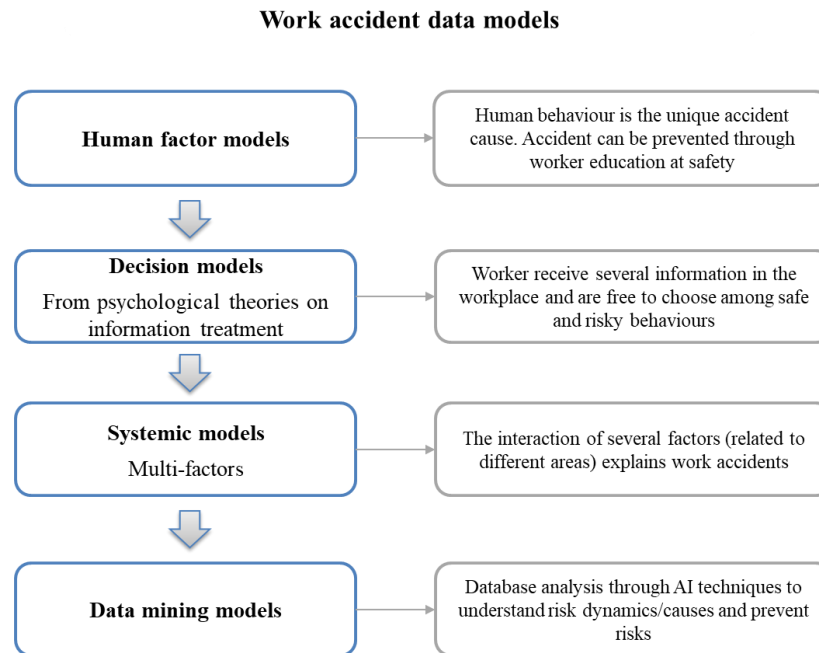 Work accident data models
Human factor models
Human behaviour is the unique accident
cause. Accident can be prevented through
worker education at safety
Decision models
From psychological theories on
information treatment
Worker receive several information in the
workplace and are free to choose among safe
and risky behaviours
Systemic models
Multi-factors
The interaction of several factors (related to
different areas) explains work accidents
Data mining models
Database analysis through AI techniques to
understand risk dynamics/causes and prevent
risks